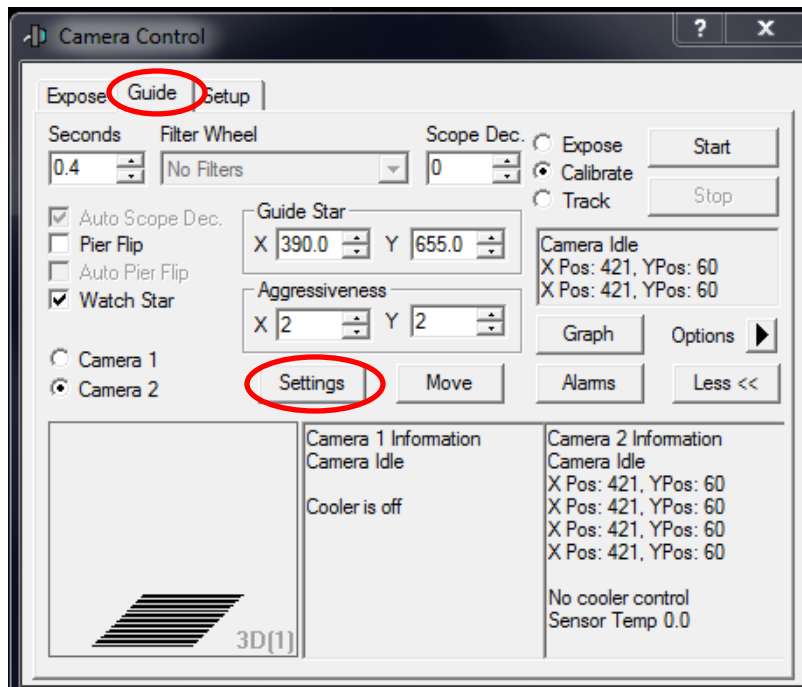 Camera Control
? x
Expose Guide Setup
Seconds Filter Wheel Scope Dec.
0.4 No Filters 0
Expose
Calibrate
Track
Start
Stop
Auto Scope Dec.
Pier Flip
Auto Pier Flip
Watch Star
Guide Star
X 390.0 Y 655.0
Aggressiveness
X 2 Y 2
Camera Idle
X Pos: 421, YPos: 60
X Pos: 421, YPos: 60
Graph Options
Camera 1
Camera 2
Settings Move Alarms Less <<
3D(1)
Camera 1 Information
Camera Idle
Cooler is off
Camera 2 Information
Camera Idle
X Pos: 421, YPos: 60
X Pos: 421, YPos: 60
X Pos: 421, YPos: 60
X Pos: 421, YPos: 60
No cooler control
Sensor Temp 0.0